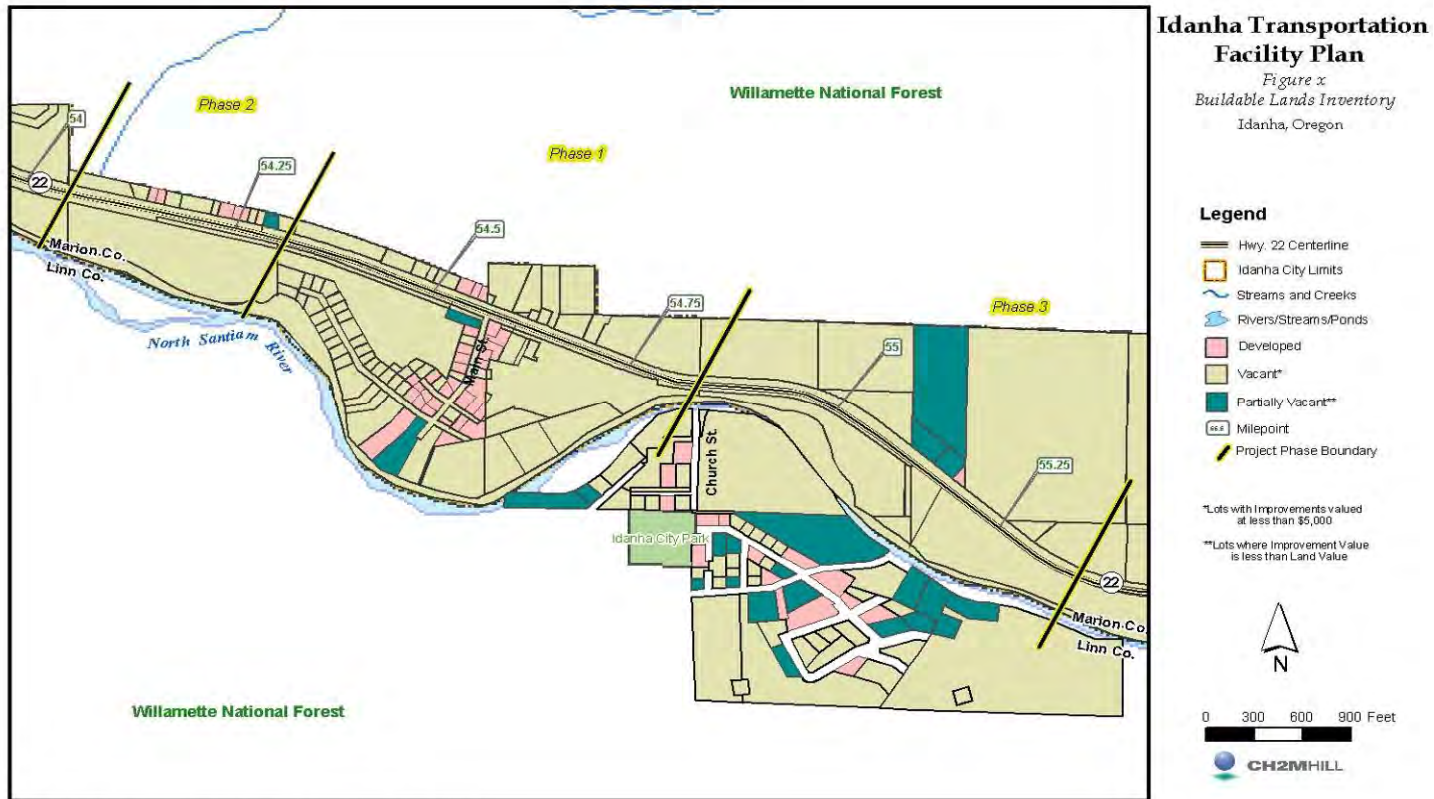 Idanha Transportation
Facility Plan
Figure x
Buildable Lands Inventory
Idanha, Oregon
Willamette National Forest
Phase 2
Phase 1
Phase 3
54
54.25
54.5
54.75
55
55.25
22
22
Marion Co.
Linn Co.
North Santiam River
Main St.
Church St.
Idanha City Park
Marion Co.
Linn Co.
Willamette National Forest
Legend
Hwy. 22 Centerline
Idanha City Limits
Streams and Creeks
Rivers/Streams/Ponds
Developed
Vacant*
Partially Vacant**
Milepoint
Project Phase Boundary
*Lots with Improvements valued
at less than $5,000
**Lots where Improvement Value
is less than Land Value
N
0 300 600 900 Feet
CH2MHILL